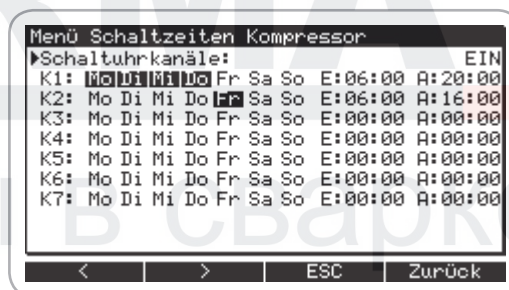 Menü Schaltzeiten Kompressor
▶Schaltuhrkanäle: EIN
K1: Mo Di Mi Do Fr Sa So E:06:00 A:20:00
K2: Mo Di Mi Do Fr Sa So E:06:00 A:16:00
K3: Mo Di Mi Do Fr Sa So E:00:00 A:00:00
K4: Mo Di Mi Do Fr Sa So E:00:00 A:00:00
K5: Mo Di Mi Do Fr Sa So E:00:00 A:00:00
K6: Mo Di Mi Do Fr Sa So E:00:00 A:00:00
K7: Mo Di Mi Do Fr Sa So E:00:00 A:00:00
< > ESC Zurück
в сварк